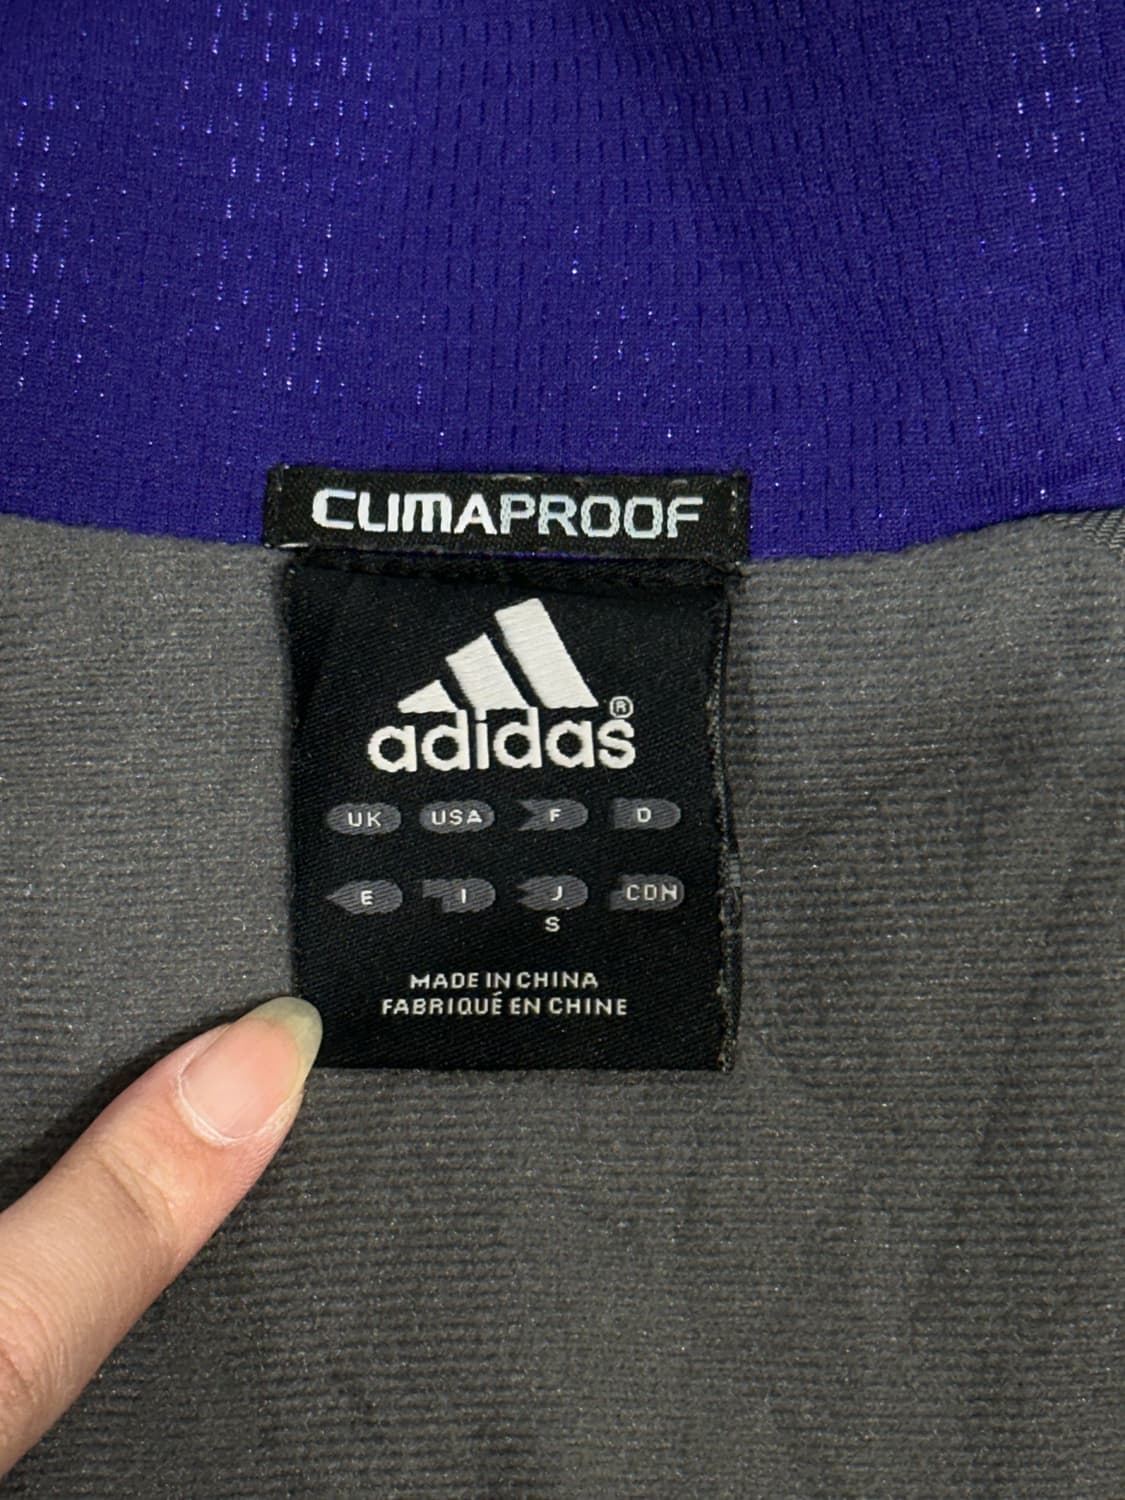 CLIMAPROOF
adidas®
UK USA F D
E I J CDN
S
MADE IN CHINA
FABRIQUÉ EN CHINE